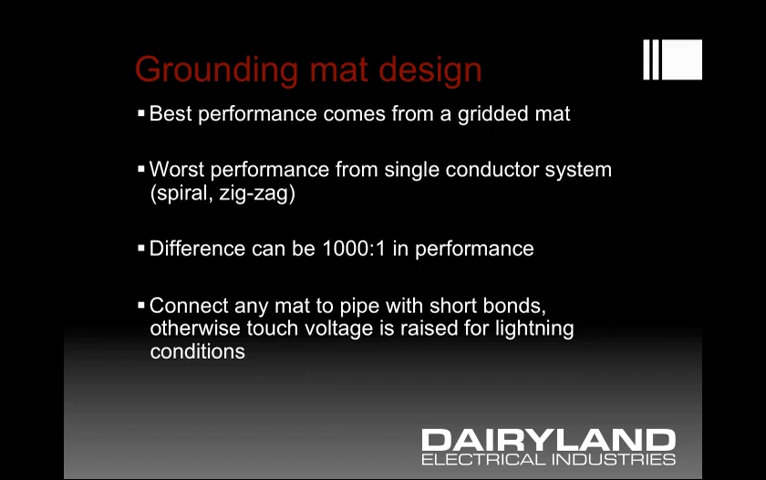 Grounding mat design
▪Best performance comes from a gridded mat
▪Worst performance from single conductor system
(spiral, zig-zag)
▪Difference can be 1000:1 in performance
▪Connect any mat to pipe with short bonds,
otherwise touch voltage is raised for lightning
conditions
DAIRYLAND
ELECTRICAL INDUSTRIES